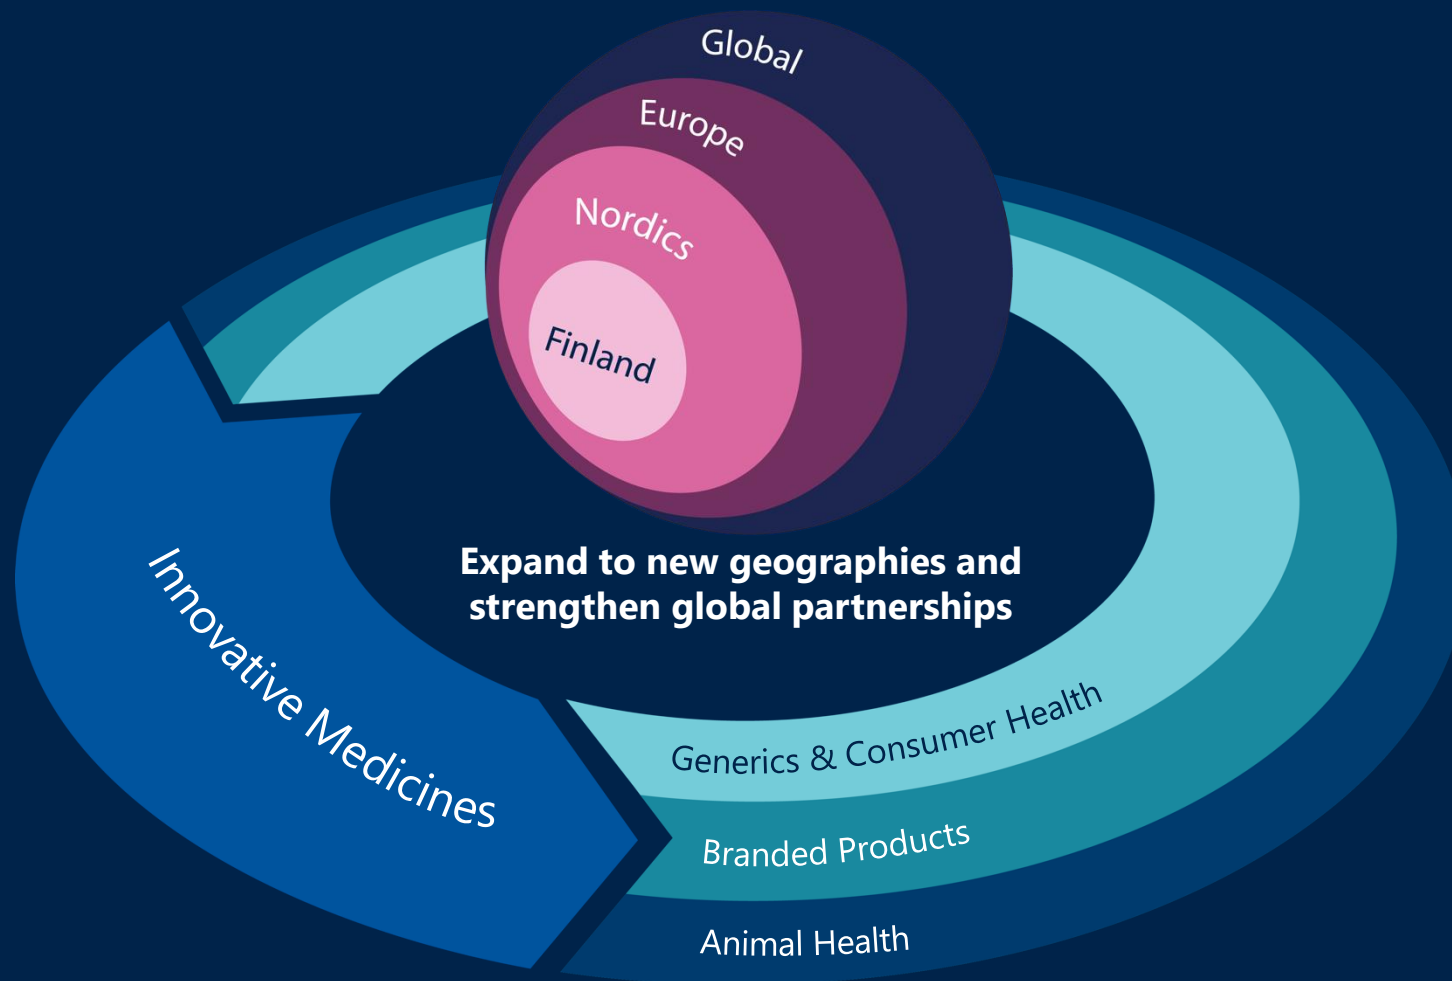 Global
Europe
Nordics
Finland
Expand to new geographies and
strengthen global partnerships
Innovative Medicines
Generics & Consumer Health
Branded Products
Animal Health